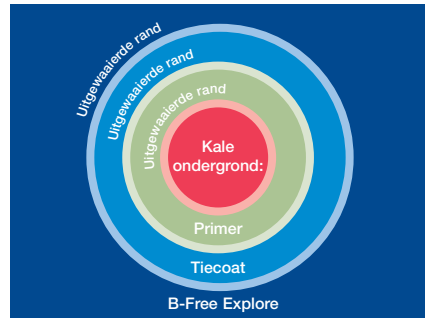 Uitgewaaierde rand
Uitgewaaierde rand
Uitgewaaierde rand
Kale
ondergrond:
Primer
Tiecoat
B-Free Explore